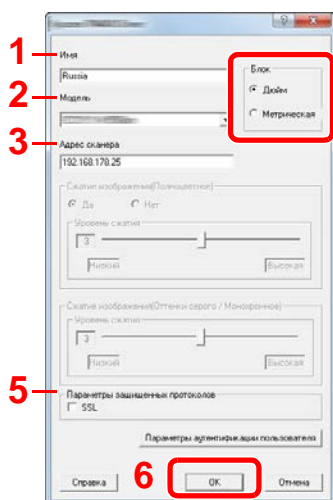 1
Имя
Russia
Блок
Дюйм
Метрическая
2
Модель
3
Адрес сканера
192.168.178.25
Сжатие изображения(Полноцветное)
Да Нет
Уровень сжатия
3
Низкий Высокая
Сжатие изображения(Оттенки серого / Монохромное)
Уровень сжатия
3
Низкий Высокая
5
Параметры защищенных протоколов
SSL
Параметры аутентификации пользователя
Справка 6 OK Отмена